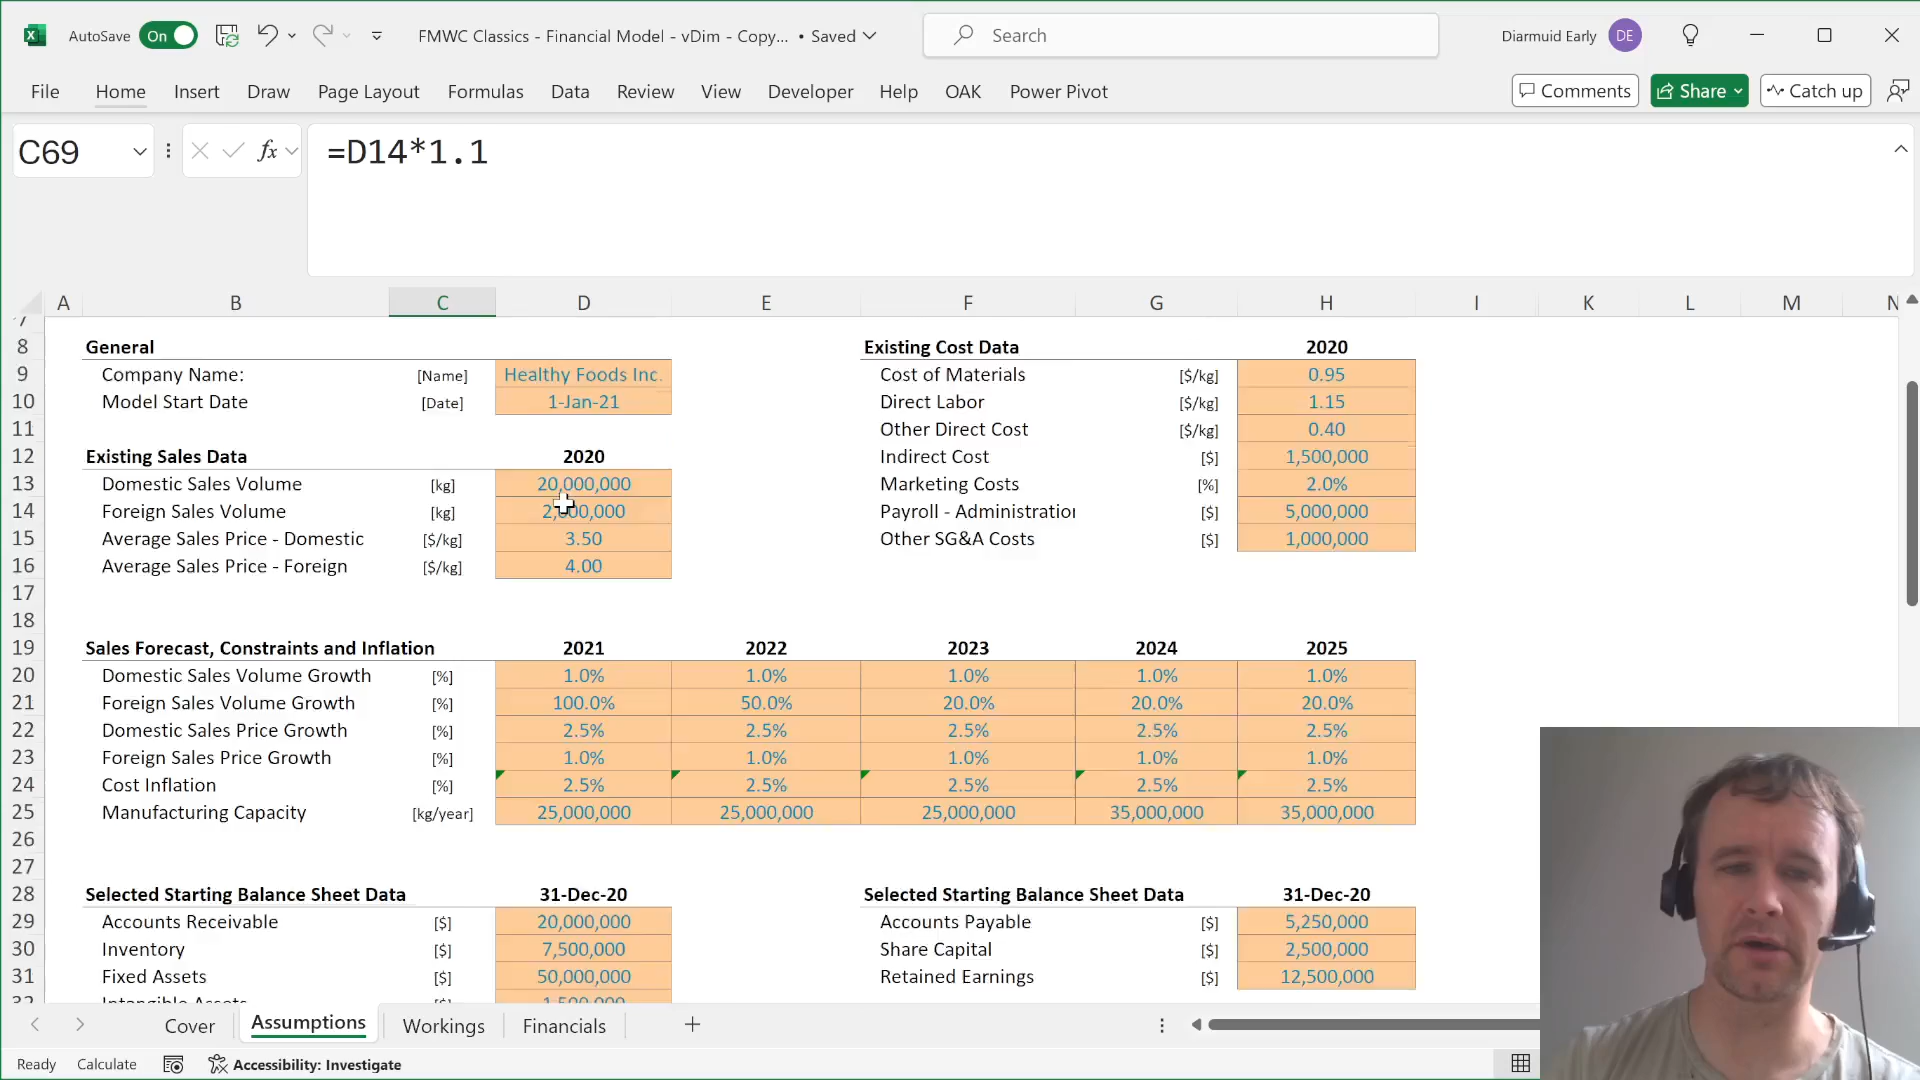 AutoSave On FMWC Classics - Financial Model - vDim - Copy... • Saved Search Diarmuid Early DE
File Home Insert Draw Page Layout Formulas Data Review View Developer Help OAK Power Pivot Comments Share Catch up
C69 fx =D14*1.1
A B C D E F G H I J K L M N
7
8 General Existing Cost Data 2020
9 Company Name: [Name] Healthy Foods Inc. Cost of Materials [$/kg] 0.95
10 Model Start Date [Date] 1-Jan-21 Direct Labor [$/kg] 1.15
11 Other Direct Cost [$/kg] 0.40
12 Existing Sales Data 2020 Indirect Cost [$] 1,500,000
13 Domestic Sales Volume [kg] 20,000,000 Marketing Costs [%] 2.0%
14 Foreign Sales Volume [kg] 2,000,000 Payroll - Administration [$] 5,000,000
15 Average Sales Price - Domestic [$/kg] 3.50 Other SG&A Costs [$] 1,000,000
16 Average Sales Price - Foreign [$/kg] 4.00
17
18
19 Sales Forecast, Constraints and Inflation 2021 2022 2023 2024 2025
20 Domestic Sales Volume Growth [%] 1.0% 1.0% 1.0% 1.0% 1.0%
21 Foreign Sales Volume Growth [%] 100.0% 50.0% 20.0% 20.0% 20.0%
22 Domestic Sales Price Growth [%] 2.5% 2.5% 2.5% 2.5% 2.5%
23 Foreign Sales Price Growth [%] 1.0% 1.0% 1.0% 1.0% 1.0%
24 Cost Inflation [%] 2.5% 2.5% 2.5% 2.5% 2.5%
25 Manufacturing Capacity [kg/year] 25,000,000 25,000,000 25,000,000 35,000,000 35,000,000
26
27
28 Selected Starting Balance Sheet Data 31-Dec-20 Selected Starting Balance Sheet Data 31-Dec-20
29 Accounts Receivable [$] 20,000,000 Accounts Payable [$] 5,250,000
30 Inventory [$] 7,500,000 Share Capital [$] 2,500,000
31 Fixed Assets [$] 50,000,000 Retained Earnings [$] 12,500,000
32 Intangible Assets [$] 1,500,000
Cover Assumptions Workings Financials
Ready Calculate Accessibility: Investigate